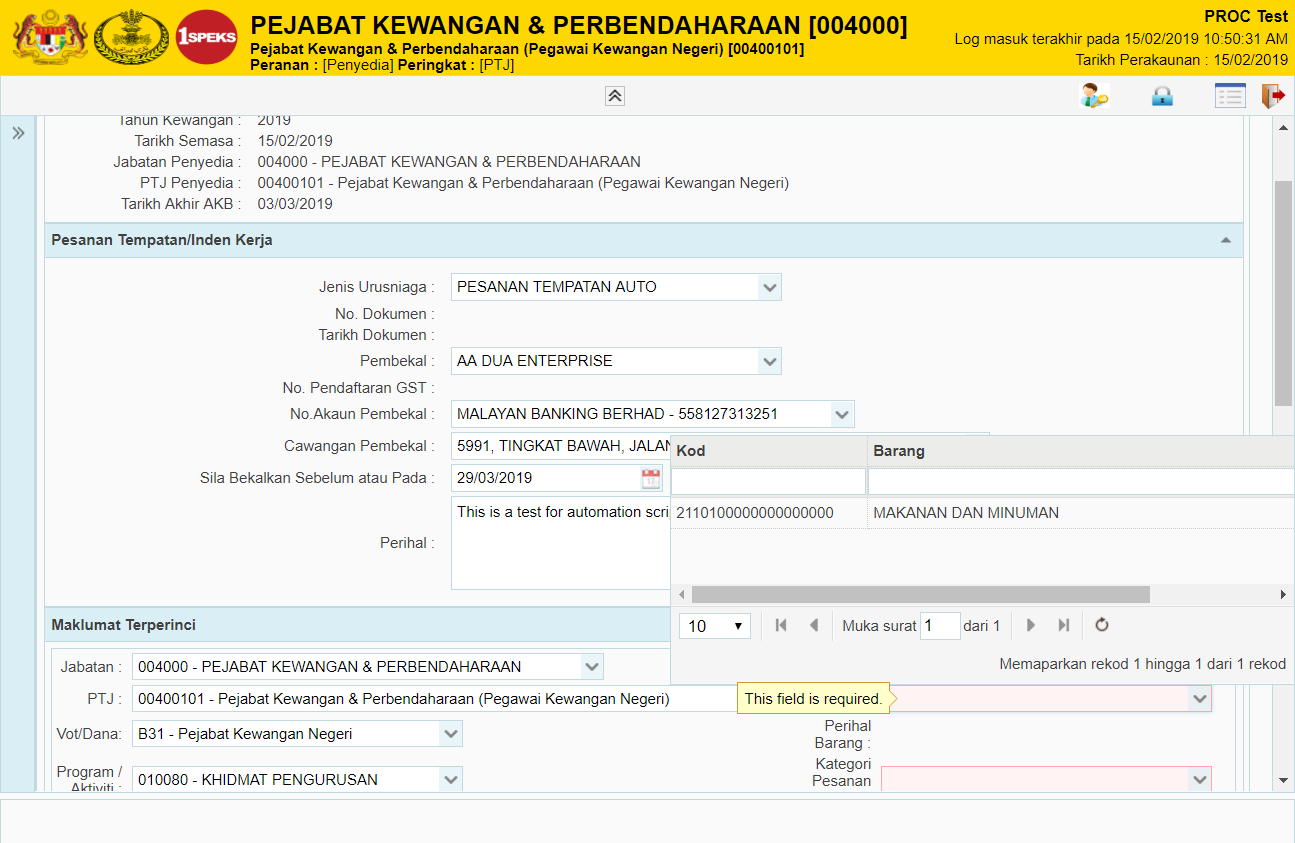 1SPEKS
PEJABAT KEWANGAN & PERBENDAHARAAN [004000]
Pejabat Kewangan & Perbendaharaan (Pegawai Kewangan Negeri) [00400101]
Peranan : [Penyedia] Peringkat : [PTJ]
PROC Test
Log masuk terakhir pada 15/02/2019 10:50:31 AM
Tarikh Perakaunan : 15/02/2019
Tahun Kewangan : 2019
Tarikh Semasa : 15/02/2019
Jabatan Penyedia : 004000 - PEJABAT KEWANGAN & PERBENDAHARAAN
PTJ Penyedia : 00400101 - Pejabat Kewangan & Perbendaharaan (Pegawai Kewangan Negeri)
Tarikh Akhir AKB : 03/03/2019
Pesanan Tempatan/Inden Kerja
Jenis Urusniaga : PESANAN TEMPATAN AUTO
No. Dokumen :
Tarikh Dokumen :
Pembekal : AA DUA ENTERPRISE
No. Pendaftaran GST :
No.Akaun Pembekal : MALAYAN BANKING BERHAD - 558127313251
Cawangan Pembekal : 5991, TINGKAT BAWAH, JALAN
Sila Bekalkan Sebelum atau Pada : 29/03/2019
Perihal : This is a test for automation scri
Kod Barang
2110100000000000000 MAKANAN DAN MINUMAN
10 Muka surat 1 dari 1
Memaparkan rekod 1 hingga 1 dari 1 rekod
Maklumat Terperinci
Jabatan : 004000 - PEJABAT KEWANGAN & PERBENDAHARAAN
PTJ : 00400101 - Pejabat Kewangan & Perbendaharaan (Pegawai Kewangan Negeri)
This field is required.
Vot/Dana: B31 - Pejabat Kewangan Negeri
Perihal
Barang :
Program /
Aktiviti :
010080 - KHIDMAT PENGURUSAN
Kategori
Pesanan